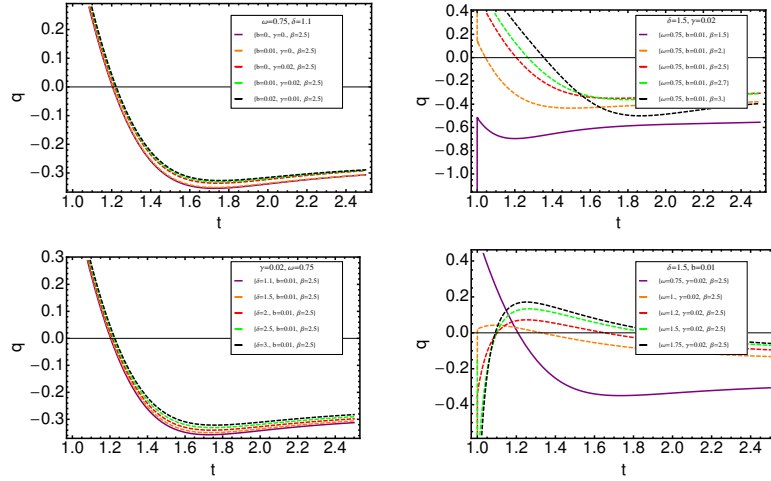 ω=0.75, δ=1.1
{b=0., γ=0., β=2.5}
{b=0.01, γ=0., β=2.5}
{b=0., γ=0.02, β=2.5}
{b=0.01, γ=0.02, β=2.5}
{b=0.02, γ=0.01, β=2.5}
0.2
0.1
0.0
−0.1
−0.2
−0.3
q
1.0 1.2 1.4 1.6 1.8 2.0 2.2 2.4
t
δ=1.5, γ=0.02
{ω=0.75, b=0.01, β=1.5}
{ω=0.75, b=0.01, β=2.}
{ω=0.75, b=0.01, β=2.5}
{ω=0.75, b=0.01, β=2.7}
{ω=0.75, b=0.01, β=3.}
0.4
0.2
0.0
−0.2
−0.4
−0.6
−0.8
−1.0
q
1.0 1.2 1.4 1.6 1.8 2.0 2.2 2.4
t
γ=0.02, ω=0.75
{δ=1.1, b=0.01, β=2.5}
{δ=1.5, b=0.01, β=2.5}
{δ=2., b=0.01, β=2.5}
{δ=2.5, b=0.01, β=2.5}
{δ=3., b=0.01, β=2.5}
0.3
0.2
0.1
0.0
−0.1
−0.2
−0.3
q
1.0 1.2 1.4 1.6 1.8 2.0 2.2 2.4
t
δ=1.5, b=0.01
{ω=0.75, γ=0.02, β=2.5}
{ω=1., γ=0.02, β=2.5}
{ω=1.2, γ=0.02, β=2.5}
{ω=1.5, γ=0.02, β=2.5}
{ω=1.75, γ=0.02, β=2.5}
0.4
0.2
0.0
−0.2
−0.4
q
1.0 1.2 1.4 1.6 1.8 2.0 2.2 2.4
t